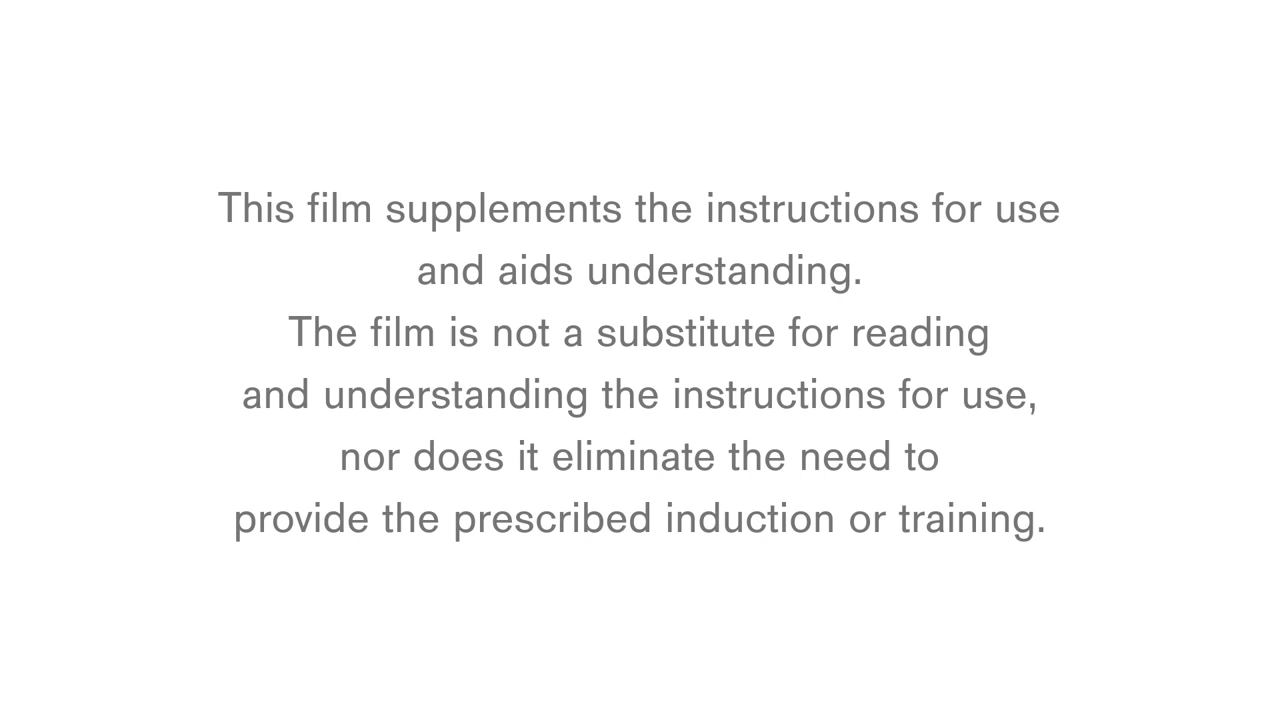 This film supplements the instructions for use
and aids understanding.
The film is not a substitute for reading
and understanding the instructions for use,
nor does it eliminate the need to
provide the prescribed induction or training.